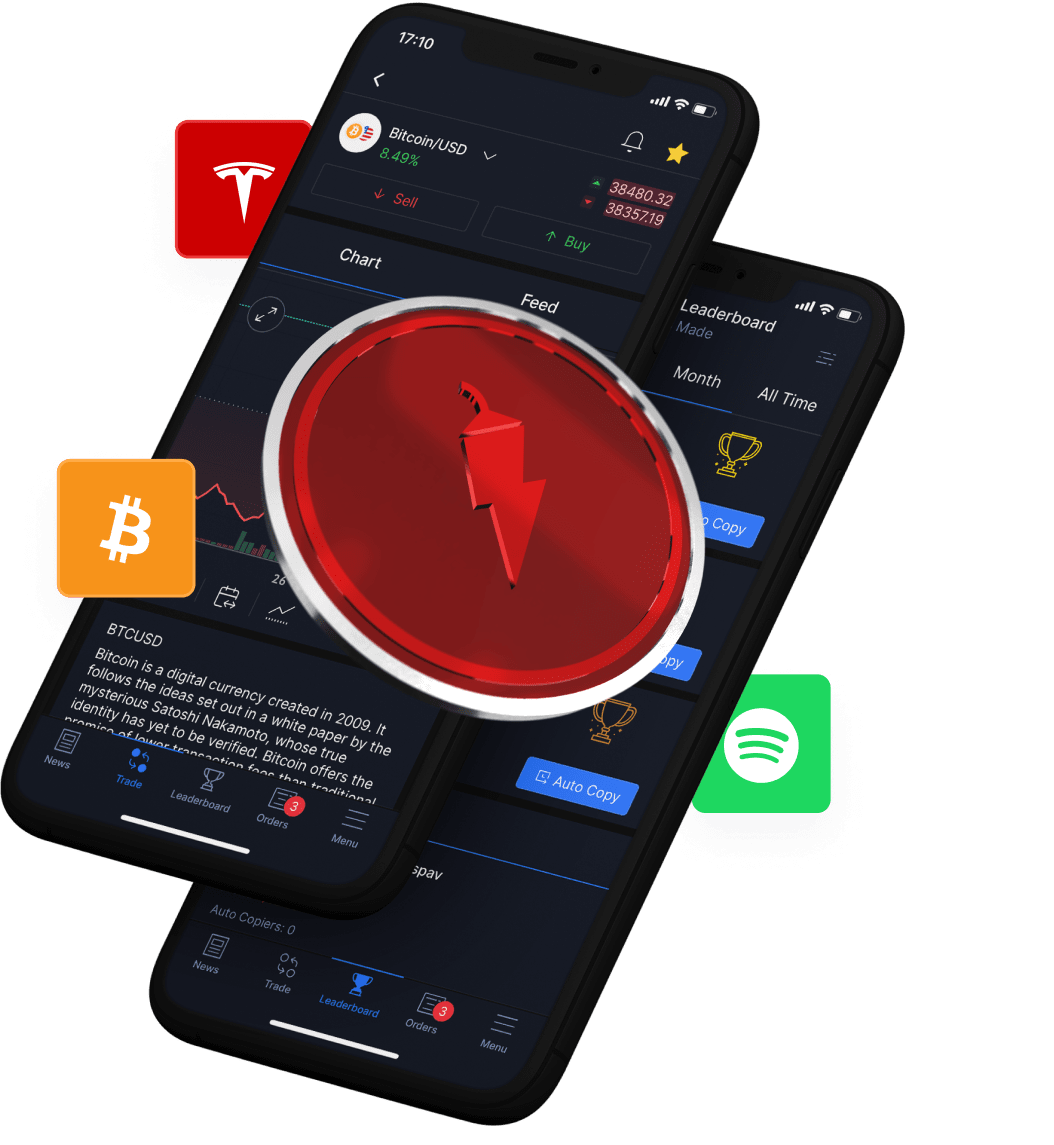 17:10
Bitcoin/USD
8.49%
38480.32
38357.19
Sell
Buy
Chart
Feed
26
BTCUSD
Bitcoin is a digital currency created in 2009. It
follows the ideas set out in a white paper by the
mysterious Satoshi Nakamoto, whose true
identity has yet to be verified. Bitcoin offers the
promise of lower transaction fees than traditional
News
Trade
Leaderboard
Orders
3
Menu
Leaderboard
Made
Month
All Time
Copy
Auto Copy
Auto Copiers: 0
News
Trade
Leaderboard
Orders
3
Menu